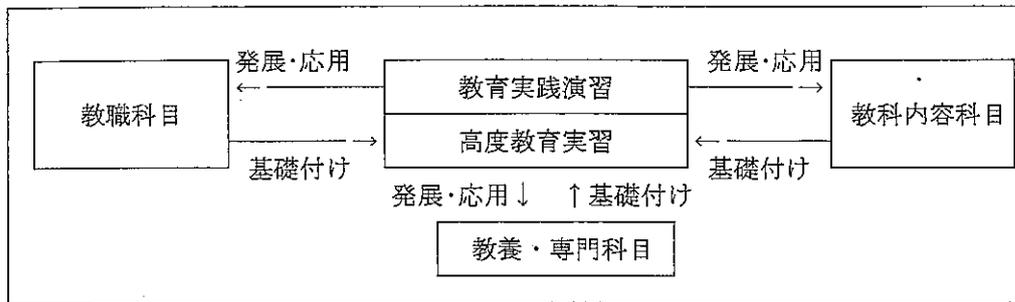 発展・応用 発展・応用
教職科目 ← 教育実践演習 → 教科内容科目
→ 高度教育実習 ←
基礎付け 基礎付け
発展・応用↓ ↑基礎付け
教養・専門科目